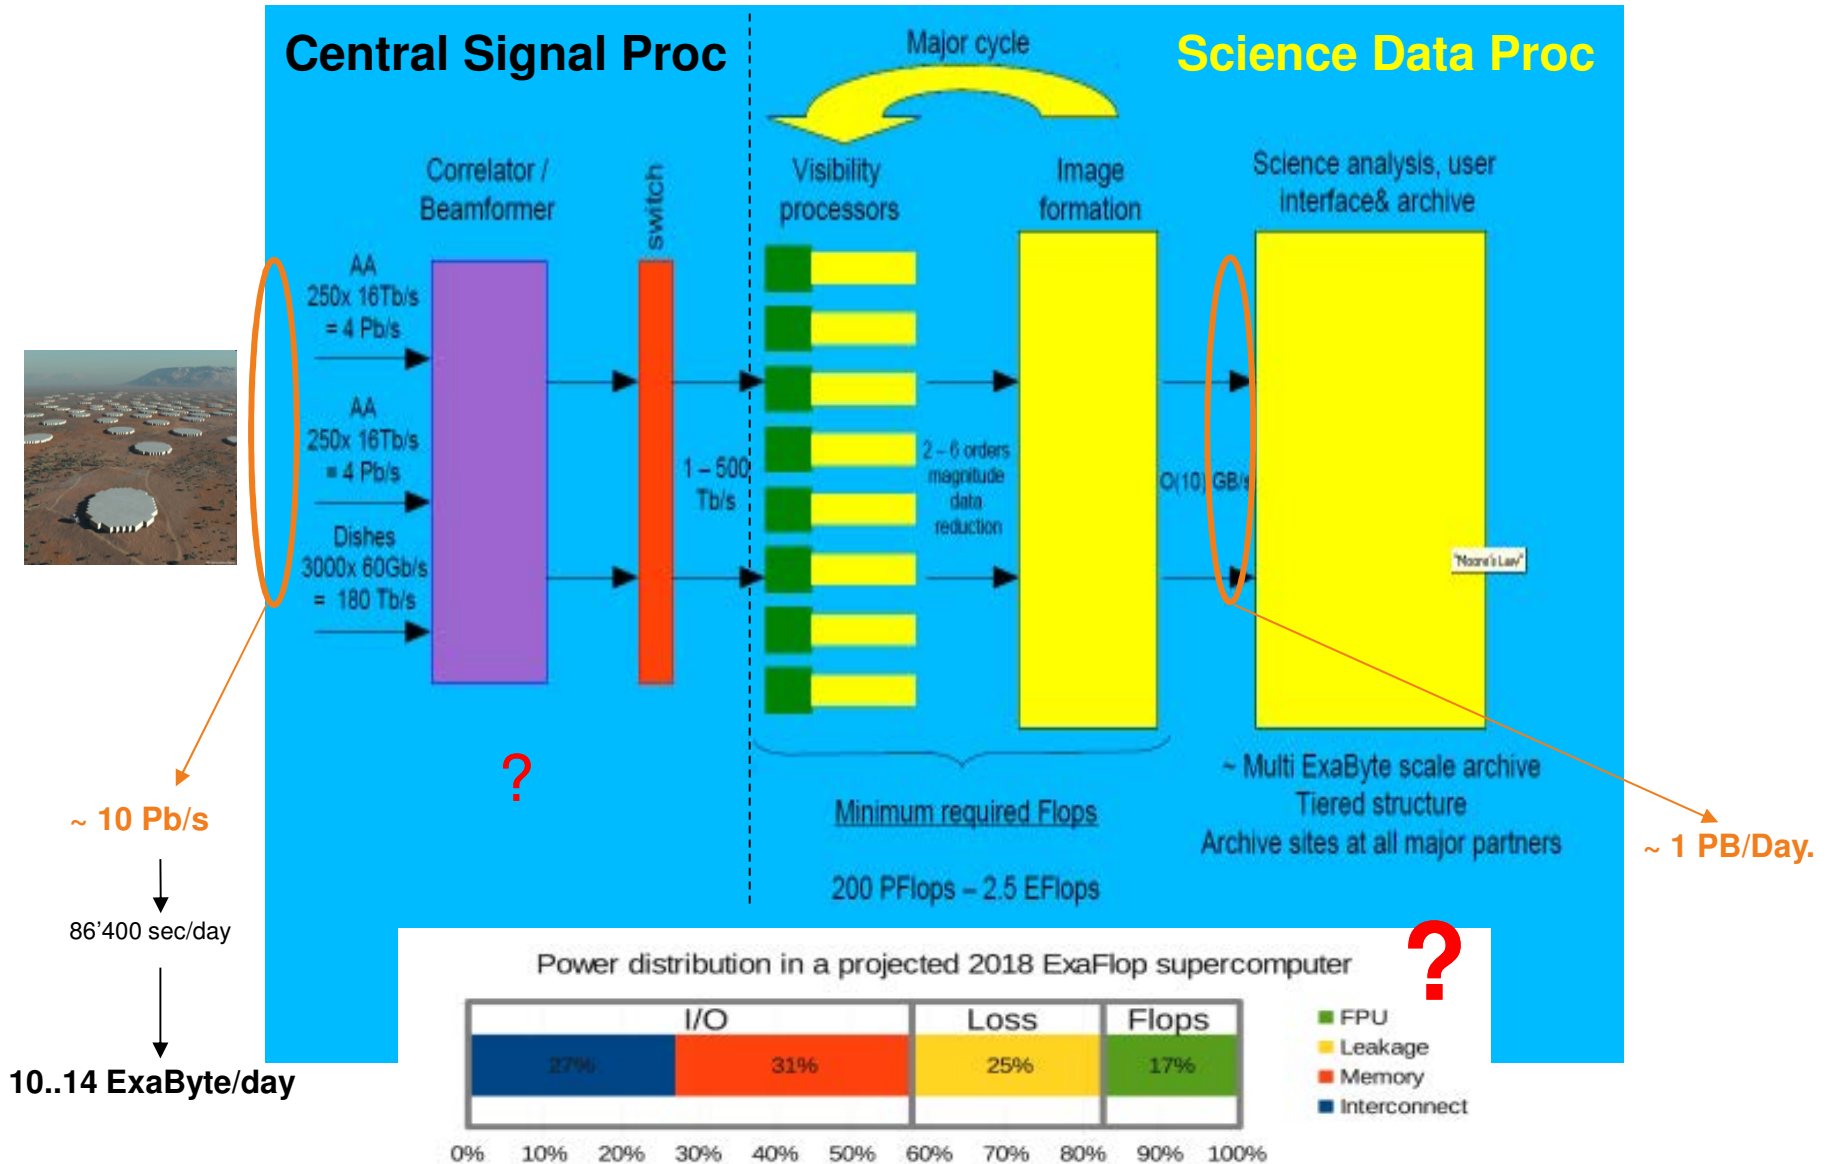 Central Signal Proc
Major cycle
Science Data Proc
Correlator /
Beamformer
switch
Visibility
processors
Image
formation
Science analysis, user
interface& archive
AA
250x 16Tb/s
= 4 Pb/s
AA
250x 16Tb/s
= 4 Pb/s
Dishes
3000x 60Gb/s
= 180 Tb/s
1 – 500
Tb/s
2 – 6 orders
magnitude
data
reduction
O(10) GB/s
"Moore's Law"
?
~ 10 Pb/s
86'400 sec/day
10..14 ExaByte/day
Minimum required Flops
200 PFlops – 2.5 EFlops
~ Multi ExaByte scale archive
Tiered structure
Archive sites at all major partners
~ 1 PB/Day.
?
Power distribution in a projected 2018 ExaFlop supercomputer
I/O Loss Flops
27% 31% 25% 17%
0% 10% 20% 30% 40% 50% 60% 70% 80% 90% 100%
FPU
Leakage
Memory
Interconnect